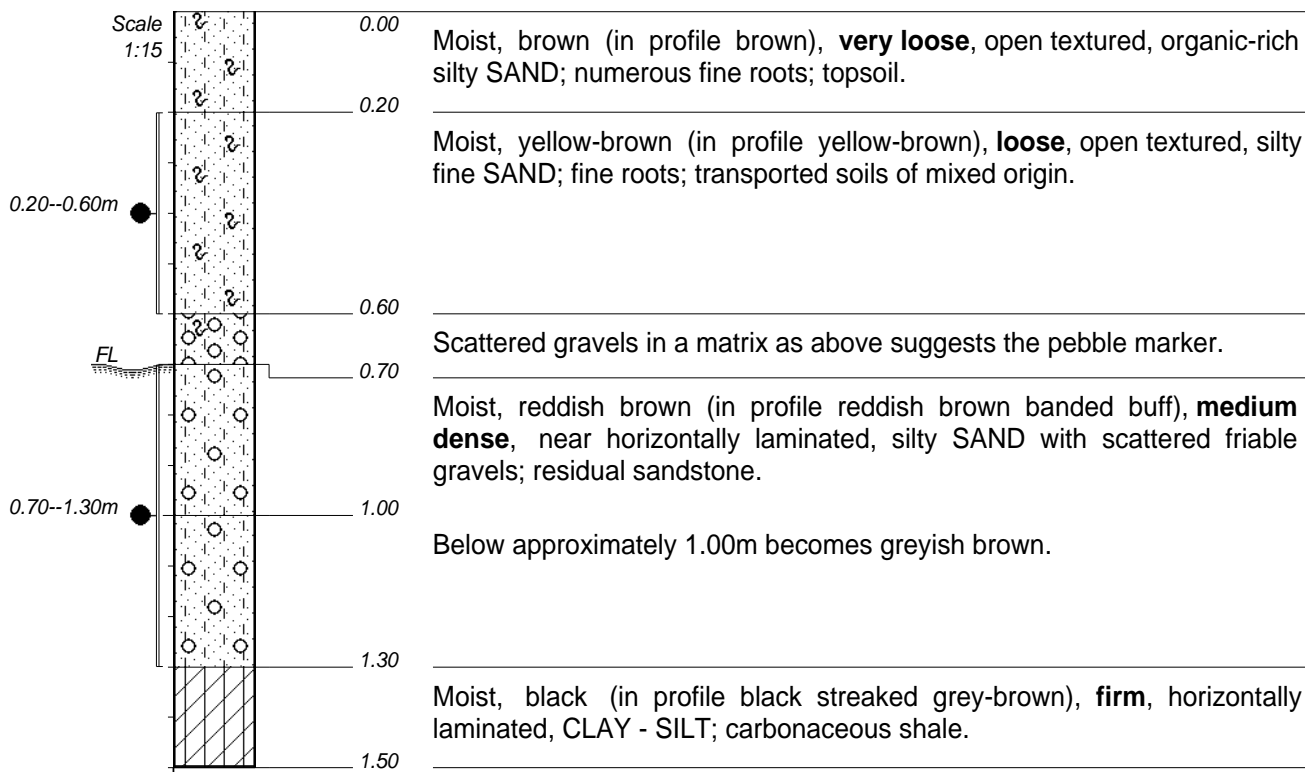 Scale
1:15
0.00
Moist, brown (in profile brown), very loose, open textured, organic-rich
silty SAND; numerous fine roots; topsoil.
0.20
Moist, yellow-brown (in profile yellow-brown), loose, open textured, silty
fine SAND; fine roots; transported soils of mixed origin.
0.20--0.60m
0.60
Scattered gravels in a matrix as above suggests the pebble marker.
FL
0.70
Moist, reddish brown (in profile reddish brown banded buff), medium
dense, near horizontally laminated, silty SAND with scattered friable
gravels; residual sandstone.
0.70--1.30m
1.00
Below approximately 1.00m becomes greyish brown.
1.30
Moist, black (in profile black streaked grey-brown), firm, horizontally
laminated, CLAY - SILT; carbonaceous shale.
1.50